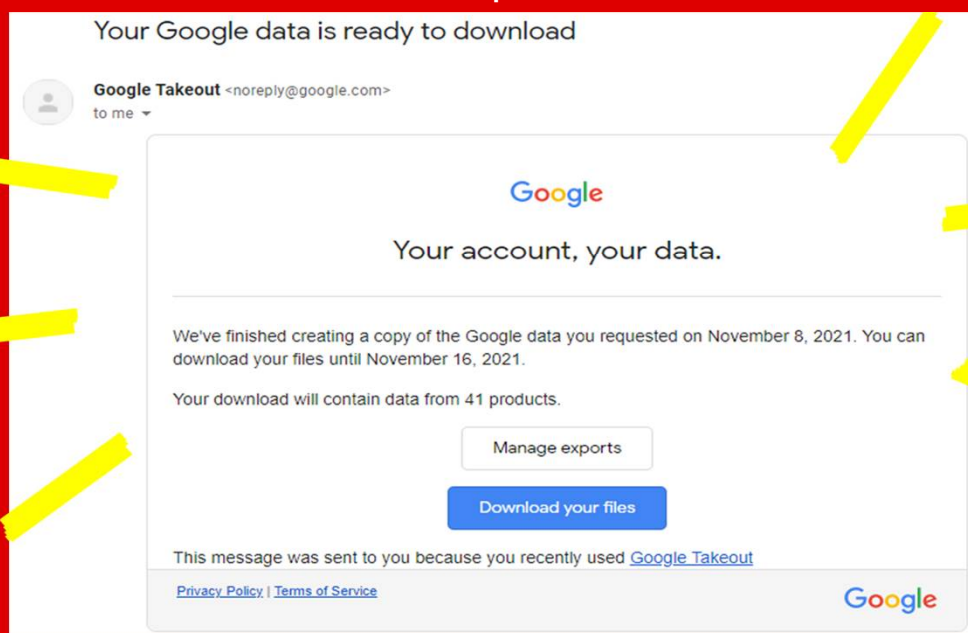 Your Google data is ready to download
Google Takeout <noreply@google.com>
to me
Google
Your account, your data.
We've finished creating a copy of the Google data you requested on November 8, 2021. You can
download your files until November 16, 2021.
Your download will contain data from 41 products.
Manage exports
Download your files
This message was sent to you because you recently used Google Takeout
Privacy Policy | Terms of Service
Google